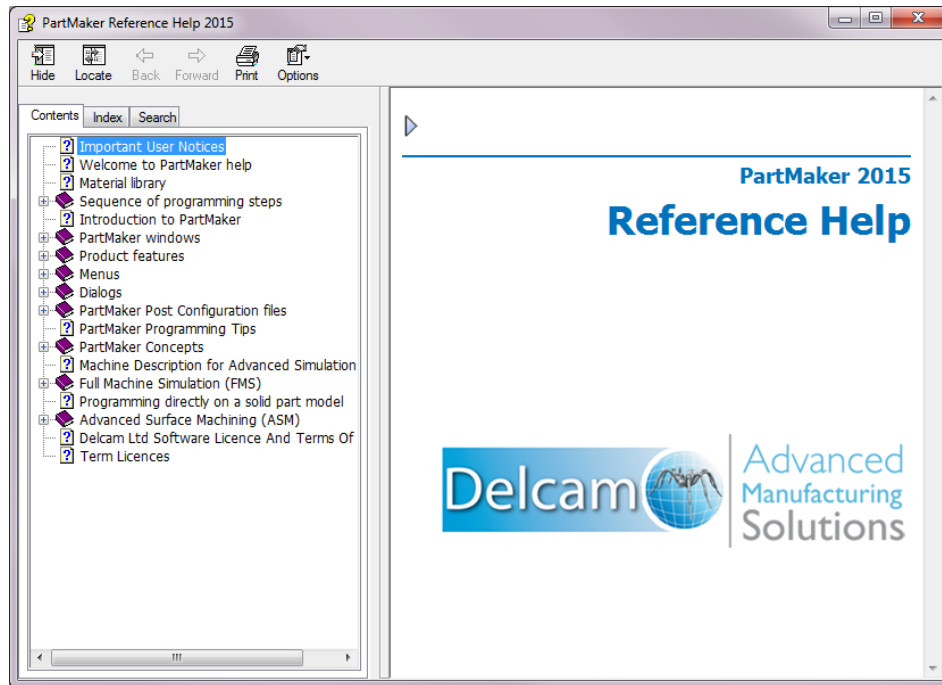 PartMaker Reference Help 2015
Hide Locate Back Forward Print Options
Contents Index Search
Important User Notices
Welcome to PartMaker help
Material library
Sequence of programming steps
Introduction to PartMaker
PartMaker windows
Product features
Menus
Dialogs
PartMaker Post Configuration files
PartMaker Programming Tips
PartMaker Concepts
Machine Description for Advanced Simulation
Full Machine Simulation (FMS)
Programming directly on a solid part model
Advanced Surface Machining (ASM)
Delcam Ltd Software Licence And Terms Of
Term Licences
PartMaker 2015
Reference Help
Delcam
Advanced
Manufacturing
Solutions